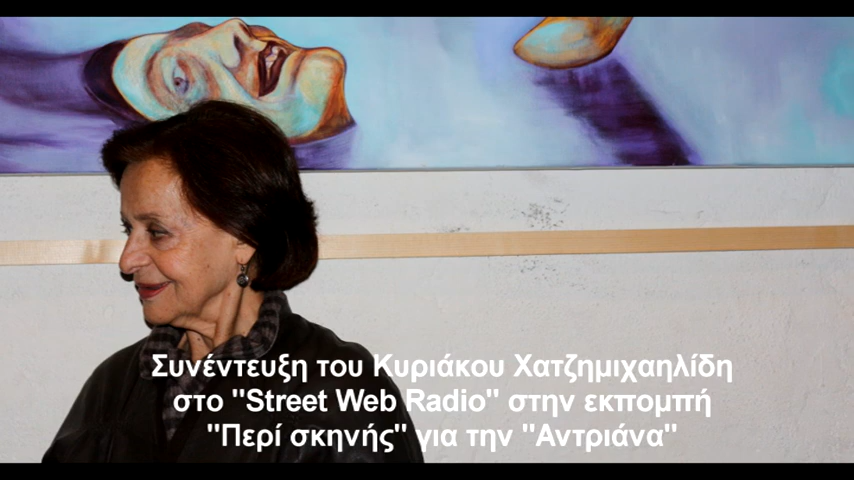 Συνέντευξη του Κυριάκου Χατζημιχαηλίδη
στο "Street Web Radio" στην εκπομπή
"Περί σκηνής" για την "Αντριάνα"